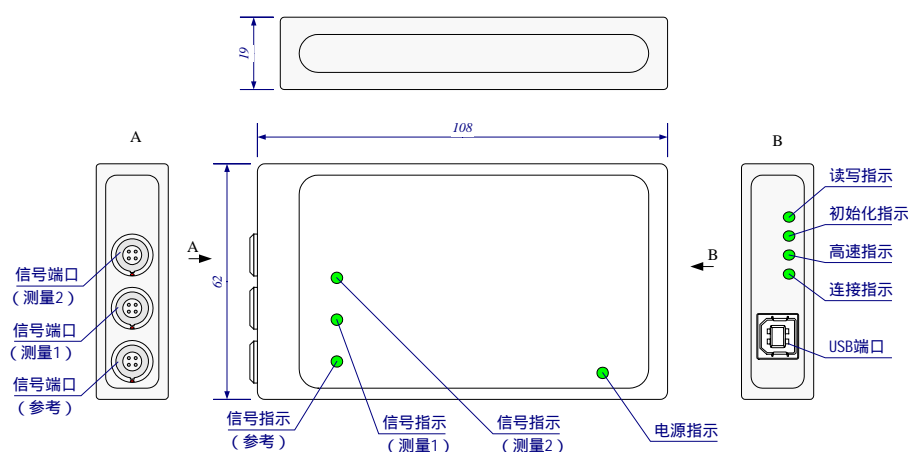 19
108
A
B
读写指示
初始化指示
高速指示
连接指示
USB端口
A
B
62
信号端口
（测量2）
信号端口
（测量1）
信号端口
（参考）
信号指示
（参考）
信号指示
（测量1）
信号指示
（测量2）
电源指示